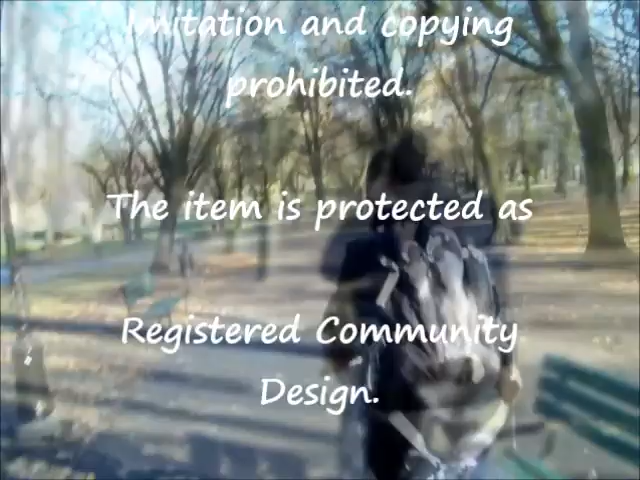 Imitation and copying
prohibited.
The item is protected as
Registered Community
Design.